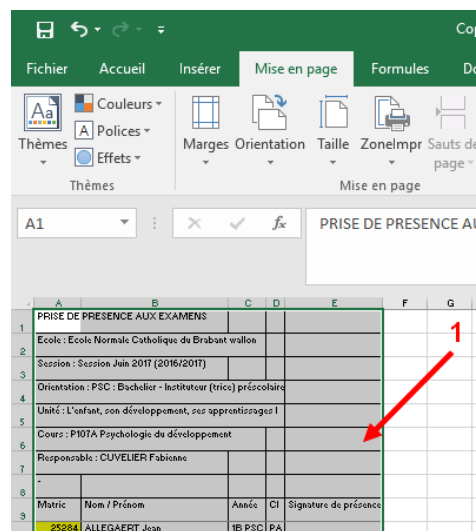 Cop
Fichier Accueil Insérer Mise en page Formules Do
Aa Couleurs
A Polices
Effets
Thèmes Marges Orientation Taille ZoneImpr Sauts de
page
Thèmes Mise en page
A1 fx PRISE DE PRESENCE AU
A B C D E F G
1 PRISE DE PRESENCE AUX EXAMENS
1
2 Ecole : Ecole Normale Catholique du Brabant wallon
3 Session : Session Juin 2017 (2016/2017)
4 Orientation : PSC : Bachelier - Instituteur (trice) préscolaire
5 Unité : L'enfant, son développement, ses apprentissages I
6 Cours : P107A Psychologie du développement
7 Responsable : CUVELIER Fabienne
8 -
9 Matric Nom / Prénom Année Cl Signature de présence
25284 ALLEGAERT Jean 1B PSC PA